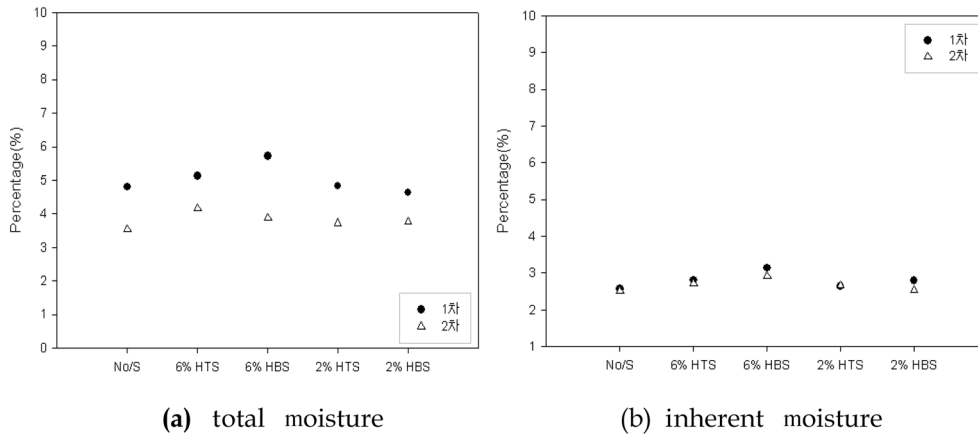 10
9
8
7
6
5
4
3
2
1
0
Percentage(%)
No/S 6% HTS 6% HBS 2% HTS 2% HBS
1차
2차
(a) total moisture
10
9
8
7
6
5
4
3
2
1
Percentage(%)
No/S 6% HTS 6% HBS 2% HTS 2% HBS
1차
2차
(b) inherent moisture